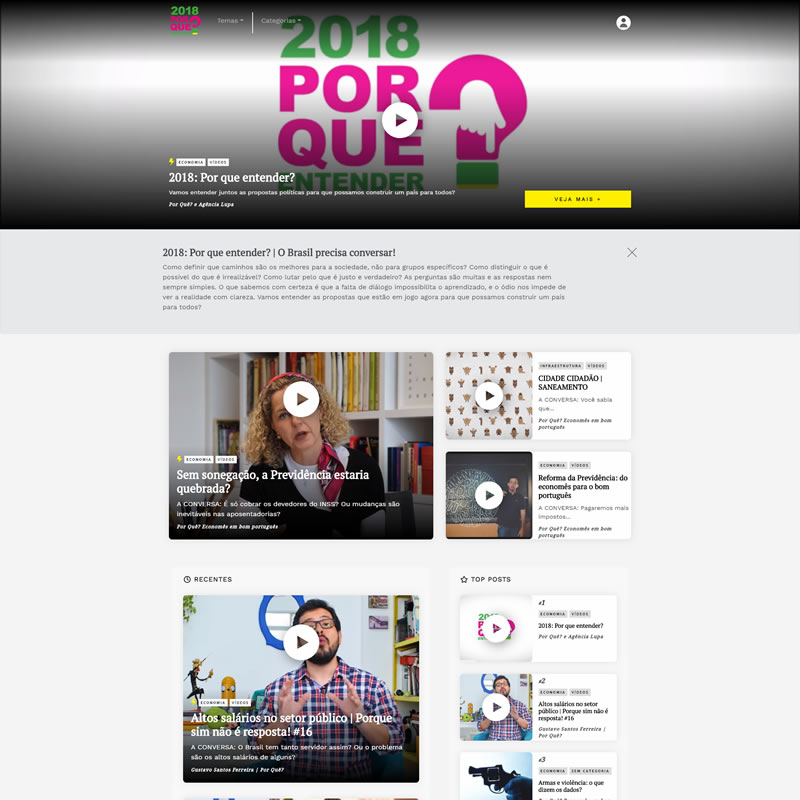 2018
POR
QUE
Temas
Categorias
2018
POR
QUE
ENTENDER
ECONOMIA VÍDEOS
2018: Por que entender?
Vamos entender juntos as propostas políticas para que possamos construir um país para todos?
Por Quê? e Agência Lupa
VEJA MAIS +
2018: Por que entender? | O Brasil precisa conversar!
Como definir que caminhos são os melhores para a sociedade, não para grupos específicos? Como distinguir o que é
possível do que é irrealizável? Como lutar pelo que é justo e verdadeiro? As perguntas são muitas e as respostas nem
sempre simples. O que sabemos com certeza é que a falta de diálogo impossibilita o aprendizado, e o ódio nos impede de
ver a realidade com clareza. Vamos entender as propostas que estão em jogo agora para que possamos construir um país
para todos?
ECONOMIA VÍDEOS
Sem sonegação, a Previdência estaria
quebrada?
A CONVERSA: É só cobrar os devedores do INSS? Ou mudanças são
inevitáveis nas aposentadorias?
Por Quê? Economês em bom português
INFRAESTRUTURA VÍDEOS
CIDADE CIDADÃO |
SANEAMENTO
A CONVERSA: Você sabia
que...
Por Quê? Economês em bom
português
ECONOMIA VÍDEOS
Reforma da Previdência: do
economês para o bom
português
A CONVERSA: Pagaremos mais
impostos...
Por Quê? Economês em bom
português
RECENTES
ECONOMIA VÍDEOS
Altos salários no setor público | Porque
sim não é resposta! #16
A CONVERSA: O Brasil tem tanto servidor assim? Ou o problema
são os altos salários de alguns?
Gustavo Santos Ferreira | Por Quê?
TOP POSTS
#1
ECONOMIA VÍDEOS
2018: Por que entender?
Por Quê? e Agência Lupa
#2
ECONOMIA VÍDEOS
Altos salários no setor
público | Porque sim não é
resposta! #16
Gustavo Santos Ferreira |
Por Quê?
#3
ECONOMIA SEM CATEGORIA
Armas e violência: o que
dizem os dados?